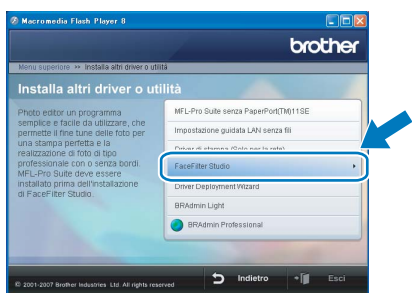 Macromedia Flash Player 8
brother
Menu superiore >> Installa altri driver o utilità
Installa altri driver o utilità
Photo editor un programma
semplice e facile da utilizzare, che
permette il fine tune delle foto per
una stampa perfetta e la
realizzazione di foto di tipo
professionale con o senza bordi.
MFL-Pro Suite deve essere
installato prima dell'installazione
di FaceFilter Studio.
MFL-Pro Suite senza PaperPort(TM)11SE
Impostazione guidata LAN senza fili
Driver di stampa (Solo per la rete)
FaceFilter Studio
Driver Deployment Wizard
BRAdmin Light
BRAdmin Professional
© 2001-2007 Brother Industries Ltd. All rights reserved
Indietro
Esci